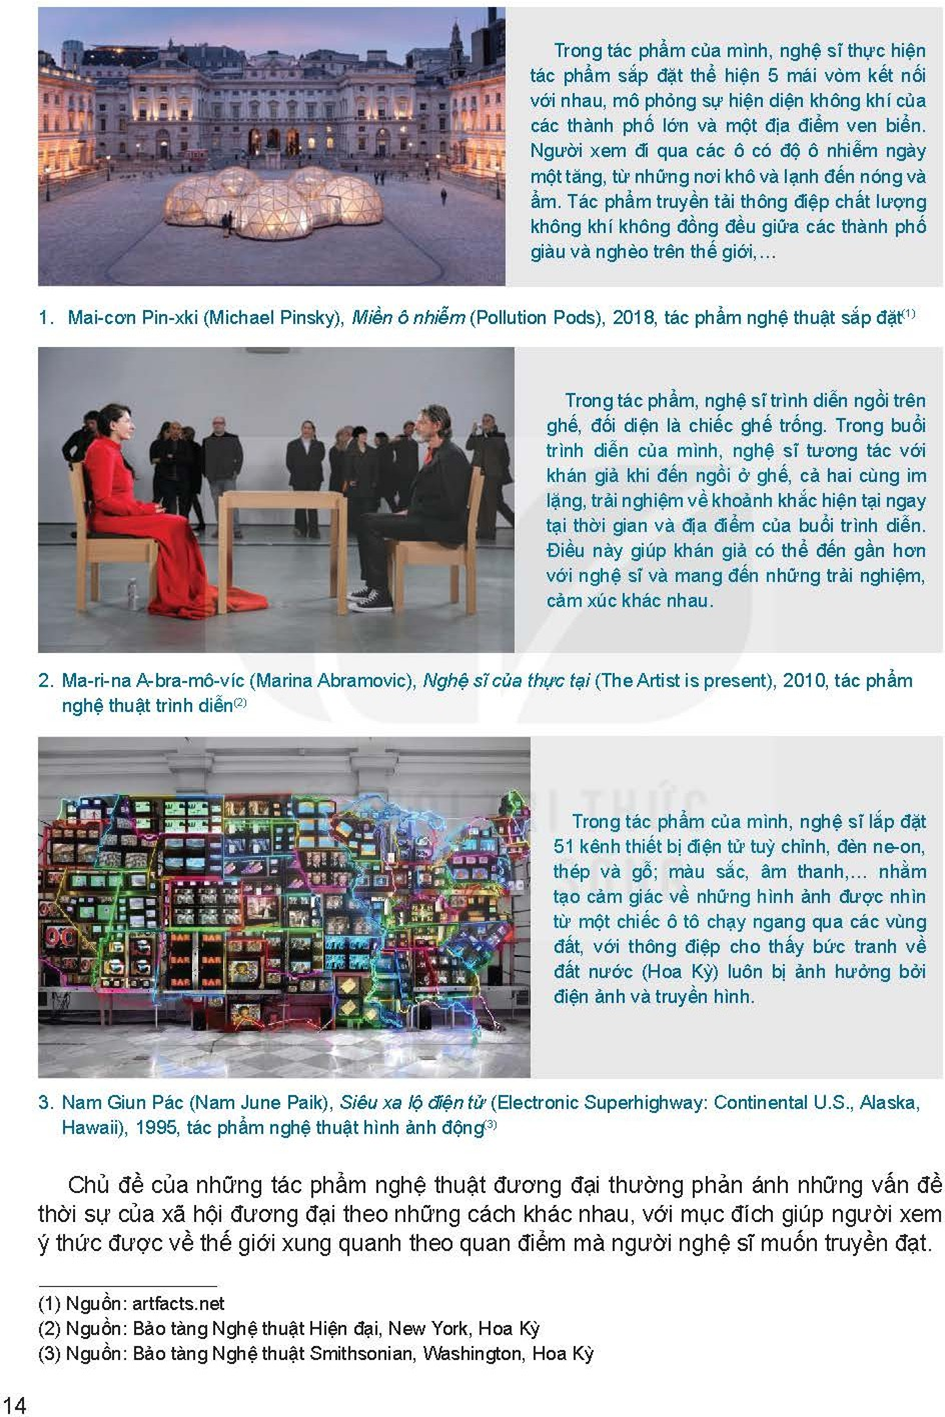 Trong tác phẩm của mình, nghệ sĩ thực hiện
tác phẩm sắp đặt thể hiện 5 mái vòm kết nối
với nhau, mô phỏng sự hiện diện không khí của
các thành phố lớn và một địa điểm ven biển.
Người xem đi qua các ô có độ ô nhiễm ngày
một tăng, từ những nơi khô và lạnh đến nóng và
ẩm. Tác phẩm truyền tải thông điệp chất lượng
không khí không đồng đều giữa các thành phố
giàu và nghèo trên thế giới,...
1. Mai-cơn Pin-xki (Michael Pinsky), Miền ô nhiễm (Pollution Pods), 2018, tác phẩm nghệ thuật sắp đặt(1)
Trong tác phẩm, nghệ sĩ trình diễn ngồi trên
ghế, đối diện là chiếc ghế trống. Trong buổi
trình diễn của mình, nghệ sĩ tương tác với
khán giả khi đến ngồi ở ghế, cả hai cùng im
lặng, trải nghiệm về khoảnh khắc hiện tại ngay
tại thời gian và địa điểm của buổi trình diễn.
Điều này giúp khán giả có thể đến gần hơn
với nghệ sĩ và mang đến những trải nghiệm,
cảm xúc khác nhau.
2. Ma-ri-na A-bra-mô-víc (Marina Abramovic), Nghệ sĩ của thực tại (The Artist is present), 2010, tác phẩm
nghệ thuật trình diễn(2)
BAR BAR
BAR BAR
BAR BAR
Trong tác phẩm của mình, nghệ sĩ lắp đặt
51 kênh thiết bị điện tử tuỳ chỉnh, đèn ne-on,
thép và gỗ; màu sắc, âm thanh,... nhằm
tạo cảm giác về những hình ảnh được nhìn
từ một chiếc ô tô chạy ngang qua các vùng
đất, với thông điệp cho thấy bức tranh về
đất nước (Hoa Kỳ) luôn bị ảnh hưởng bởi
điện ảnh và truyền hình.
3. Nam Giun Pác (Nam June Paik), Siêu xa lộ điện tử (Electronic Superhighway: Continental U.S., Alaska,
Hawaii), 1995, tác phẩm nghệ thuật hình ảnh động(3)
Chủ đề của những tác phẩm nghệ thuật đương đại thường phản ánh những vấn đề
thời sự của xã hội đương đại theo những cách khác nhau, với mục đích giúp người xem
ý thức được về thế giới xung quanh theo quan điểm mà người nghệ sĩ muốn truyền đạt.
(1) Nguồn: artfacts.net
(2) Nguồn: Bảo tàng Nghệ thuật Hiện đại, New York, Hoa Kỳ
(3) Nguồn: Bảo tàng Nghệ thuật Smithsonian, Washington, Hoa Kỳ
14